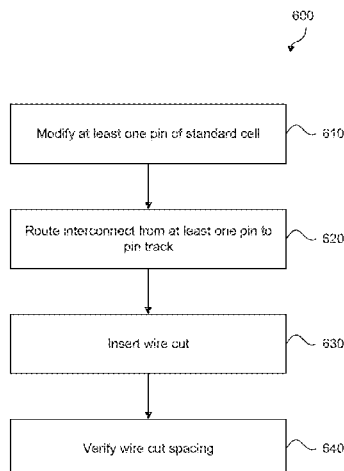 600
Modify at least one pin of standard cell
610
Route interconnect from at least one pin to
pin track
620
Insert wire cut
630
Verify wire cut spacing
640